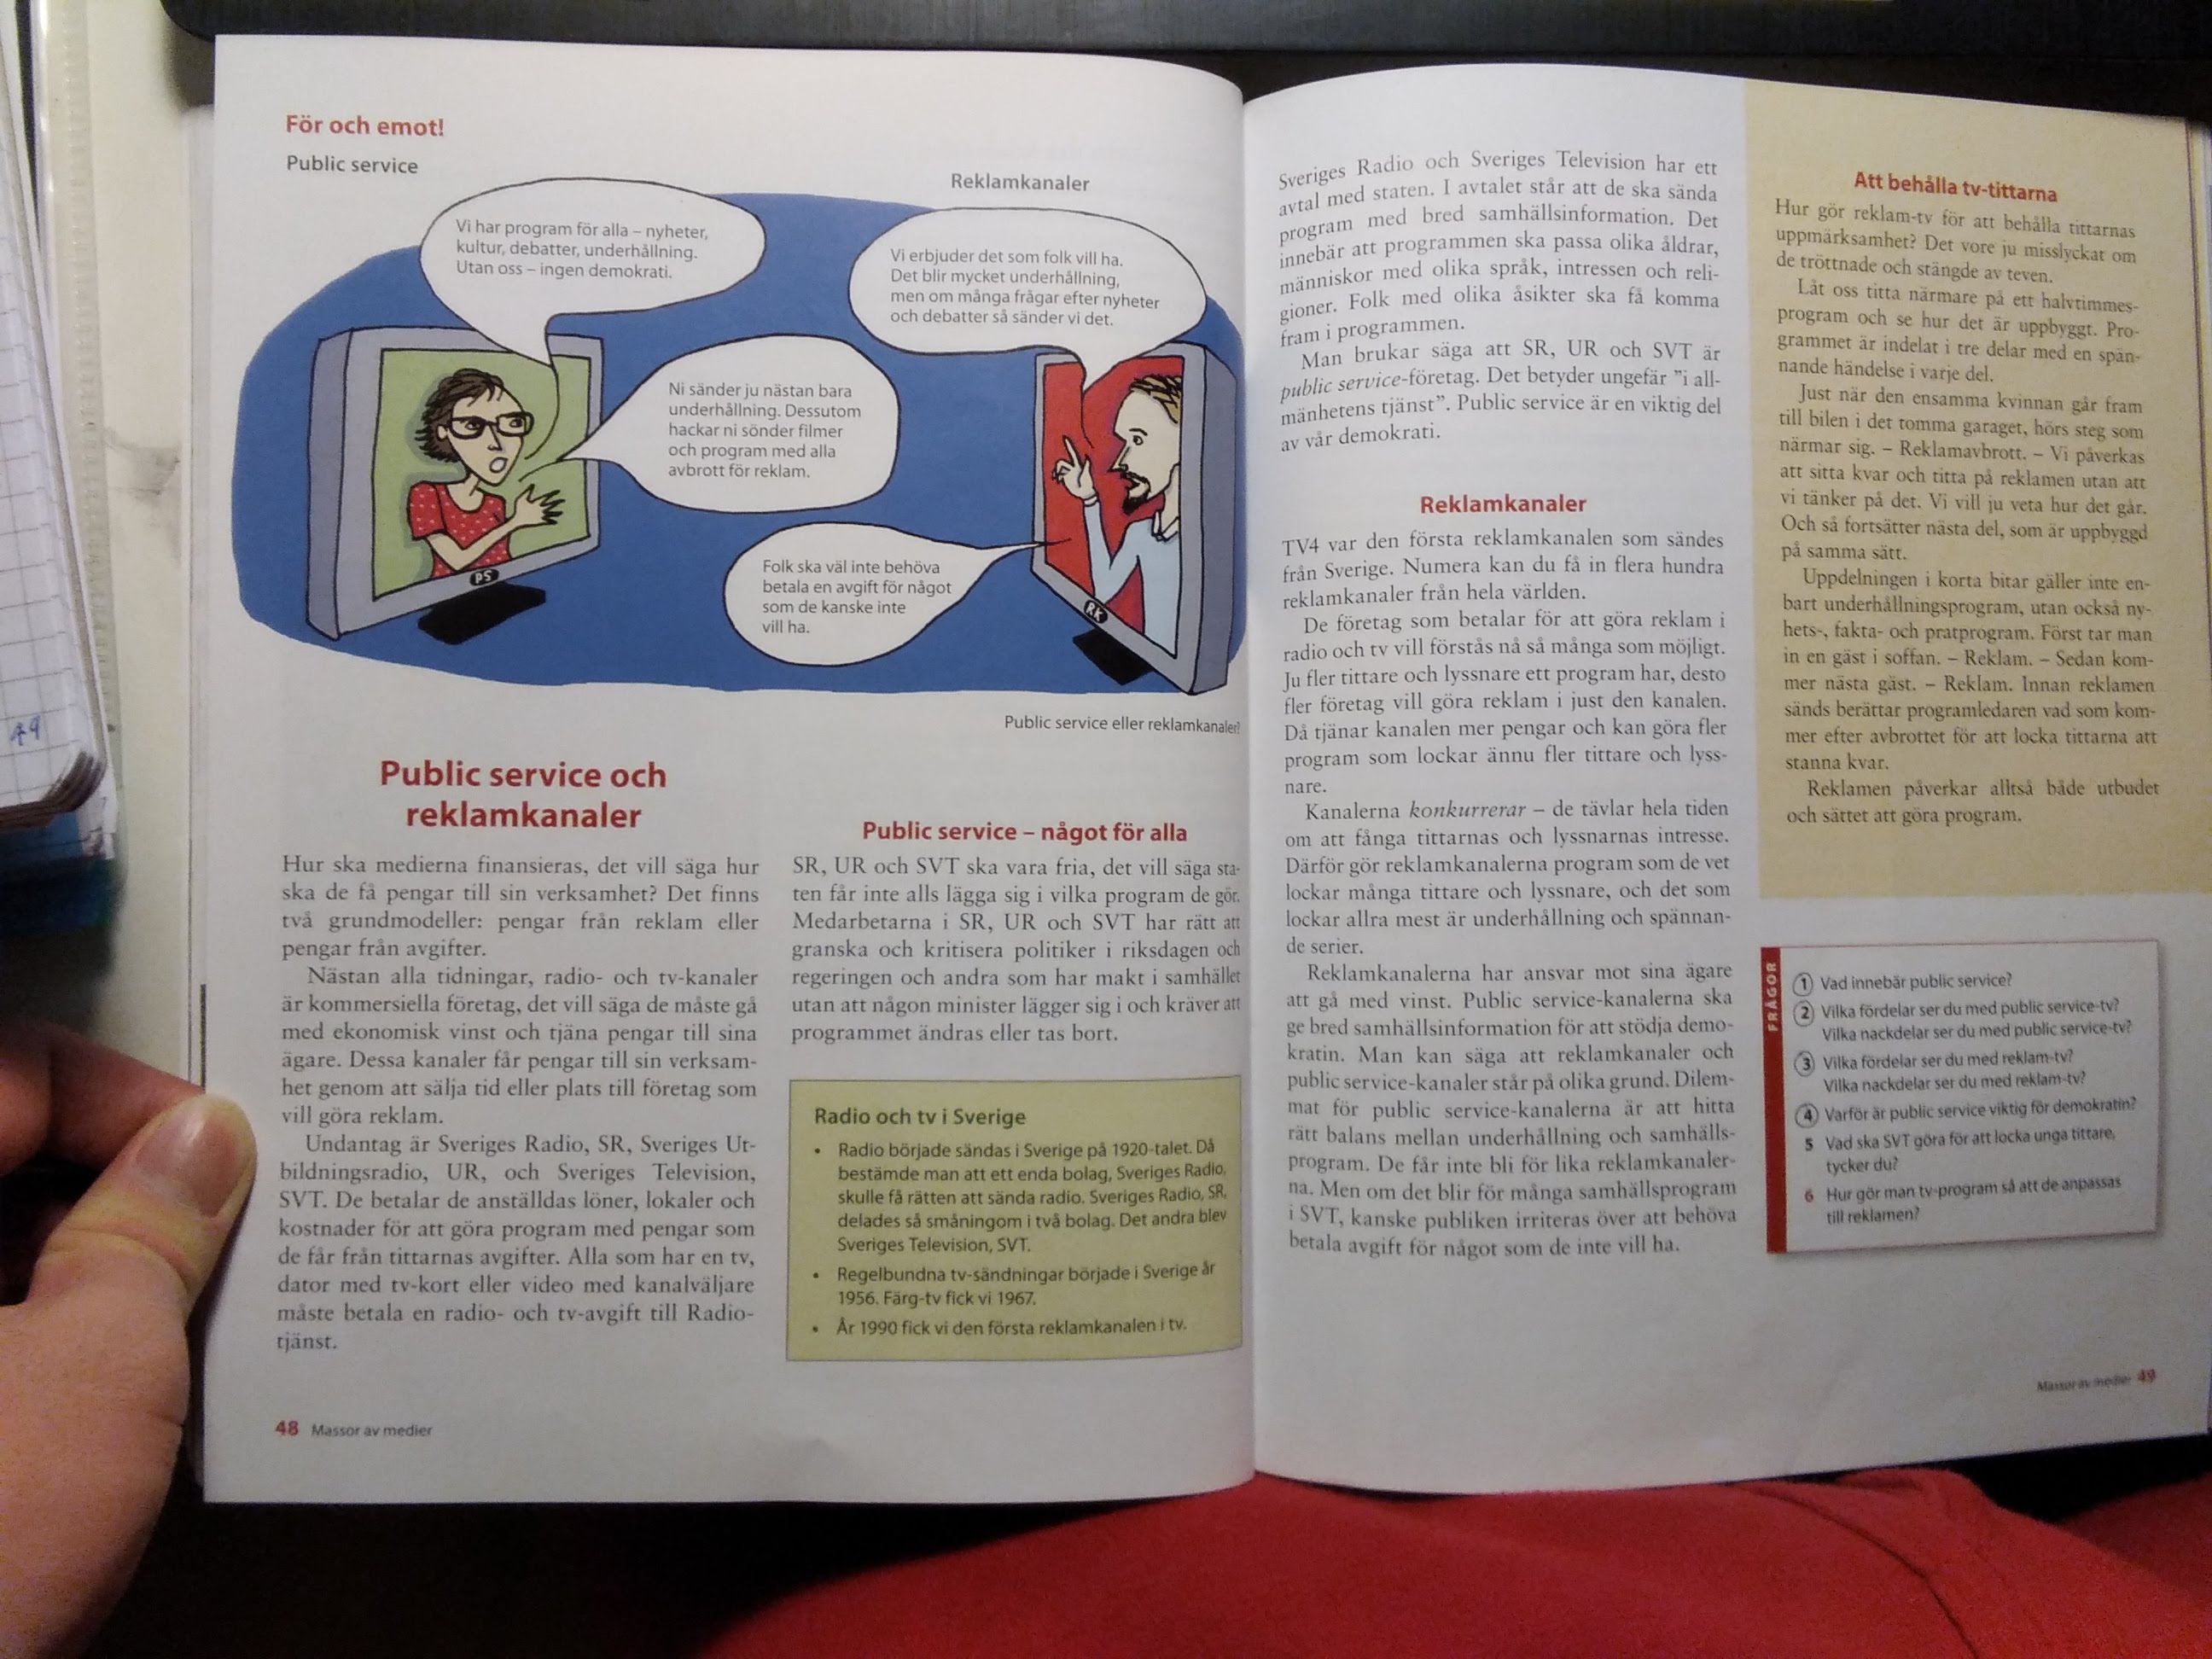 För och emot!
Public service
Reklamkanaler
Vi har program för alla – nyheter,
kultur, debatter, underhållning.
Utan oss – ingen demokrati.
Vi erbjuder det som folk vill ha.
Det blir mycket underhållning,
men om många frågar efter nyheter
och debatter så sänder vi det.
Ni sänder ju nästan bara
underhållning. Dessutom
hackar ni sönder filmer
och program med alla
avbrott för reklam.
Folk ska väl inte behöva
betala en avgift för något
som de kanske inte
vill ha.
PS
RK
Public service eller reklamkanaler?
Public service och
reklamkanaler
Hur ska medierna finansieras, det vill säga hur
ska de få pengar till sin verksamhet? Det finns
två grundmodeller: pengar från reklam eller
pengar från avgifter.
Nästan alla tidningar, radio- och tv-kanaler
är kommersiella företag, det vill säga de måste gå
med ekonomisk vinst och tjäna pengar till sina
ägare. Dessa kanaler får pengar till sin verksam-
het genom att sälja tid eller plats till företag som
vill göra reklam.
Undantag är Sveriges Radio, SR, Sveriges Ut-
bildningsradio, UR, och Sveriges Television,
SVT. De betalar de anställdas löner, lokaler och
kostnader för att göra program med pengar som
de får från tittarnas avgifter. Alla som har en tv,
dator med tv-kort eller video med kanalväljare
måste betala en radio- och tv-avgift till Radio-
tjänst.
Public service – något för alla
SR, UR och SVT ska vara fria, det vill säga sta-
ten får inte alls lägga sig i vilka program de gör.
Medarbetarna i SR, UR och SVT har rätt att
granska och kritisera politiker i riksdagen och
regeringen och andra som har makt i samhället
utan att någon minister lägger sig i och kräver att
programmet ändras eller tas bort.
Radio och tv i Sverige
• Radio började sändas i Sverige på 1920-talet. Då
bestämde man att ett enda bolag, Sveriges Radio,
skulle få rätten att sända radio. Sveriges Radio, SR,
delades så småningom i två bolag. Det andra blev
Sveriges Television, SVT.
• Regelbundna tv-sändningar började i Sverige år
1956. Färg-tv fick vi 1967.
• År 1990 fick vi den första reklamkanalen i tv.
48 Massor av medier
Sveriges Radio och Sveriges Television har ett
avtal med staten. I avtalet står att de ska sända
program med bred samhällsinformation. Det
innebär att programmen ska passa olika åldrar,
människor med olika språk, intressen och reli-
gioner. Folk med olika åsikter ska få komma
fram i programmen.
Man brukar säga att SR, UR och SVT är
public service-företag. Det betyder ungefär ”i all-
mänhetens tjänst”. Public service är en viktig del
av vår demokrati.
Reklamkanaler
TV4 var den första reklamkanalen som sändes
från Sverige. Numera kan du få in flera hundra
reklamkanaler från hela världen.
De företag som betalar för att göra reklam i
radio och tv vill förstås nå så många som möjligt.
Ju fler tittare och lyssnare ett program har, desto
fler företag vill göra reklam i just den kanalen.
Då tjänar kanalen mer pengar och kan göra fler
program som lockar ännu fler tittare och lyss-
nare.
Kanalerna konkurrerar – de tävlar hela tiden
om att fånga tittarnas och lyssnarnas intresse.
Därför gör reklamkanalerna program som de vet
lockar många tittare och lyssnare, och det som
lockar allra mest är underhållning och spännan-
de serier.
Reklamkanalerna har ansvar mot sina ägare
att gå med vinst. Public service-kanalerna ska
ge bred samhällsinformation för att stödja demo-
kratin. Man kan säga att reklamkanaler och
public service-kanaler står på olika grund. Dilem-
mat för public service-kanalerna är att hitta
rätt balans mellan underhållning och samhälls-
program. De får inte bli för lika reklamkanaler-
na. Men om det blir för många samhällsprogram
i SVT, kanske publiken irriteras över att behöva
betala avgift för något som de inte vill ha.
Att behålla tv-tittarna
Hur gör reklam-tv för att behålla tittarnas
uppmärksamhet? Det vore ju misslyckat om
de tröttnade och stängde av teven.
Låt oss titta närmare på ett halvtimmes-
program och se hur det är uppbyggt. Pro-
grammet är indelat i tre delar med en spän-
nande händelse i varje del.
Just när den ensamma kvinnan går fram
till bilen i det tomma garaget, hörs steg som
närmar sig. – Reklamavbrott. – Vi påverkas
att sitta kvar och titta på reklamen utan att
vi tänker på det. Vi vill ju veta hur det går.
Och så fortsätter nästa del, som är uppbyggd
på samma sätt.
Uppdelningen i korta bitar gäller inte en-
bart underhållningsprogram, utan också ny-
hets-, fakta- och pratprogram. Först tar man
in en gäst i soffan. – Reklam. – Sedan kom-
mer nästa gäst. – Reklam. Innan reklamen
sänds berättar programledaren vad som kom-
mer efter avbrottet för att locka tittarna att
stanna kvar.
Reklamen påverkar alltså både utbudet
och sättet att göra program.
FRÅGOR
1 Vad innebär public service?
2 Vilka fördelar ser du med public service-tv?
Vilka nackdelar ser du med public service-tv?
3 Vilka fördelar ser du med reklam-tv?
Vilka nackdelar ser du med reklam-tv?
4 Varför är public service viktig för demokratin?
5 Vad ska SVT göra för att locka unga tittare,
tycker du?
6 Hur gör man tv-program så att de anpassas
till reklamen?
Massor av medier 49
49